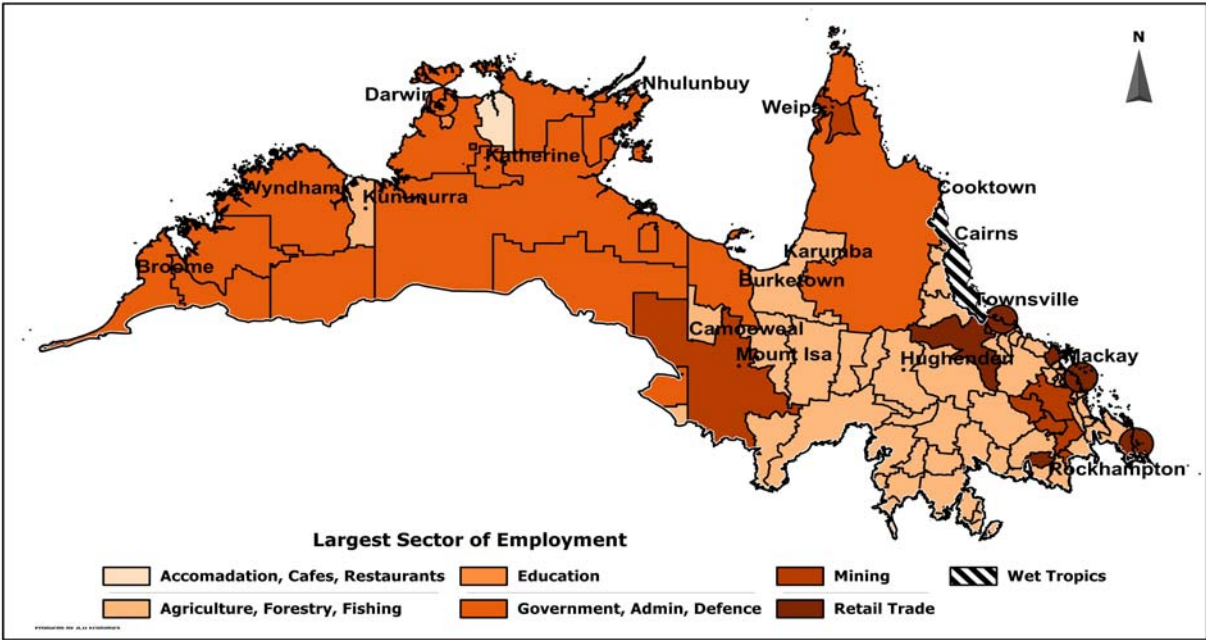 N
Nhulunbuy
Darwin
Weipa
Katherine
Cooktown
Wyndham
Kununurra
Cairns
Karumba
Broome
Burketown
Townsville
Camooweal
Mount Isa
Hughenden
Mackay
Rockhampton
Largest Sector of Employment
Accomadation, Cafes, Restaurants
Education
Mining
Wet Tropics
Agriculture, Forestry, Fishing
Government, Admin, Defence
Retail Trade